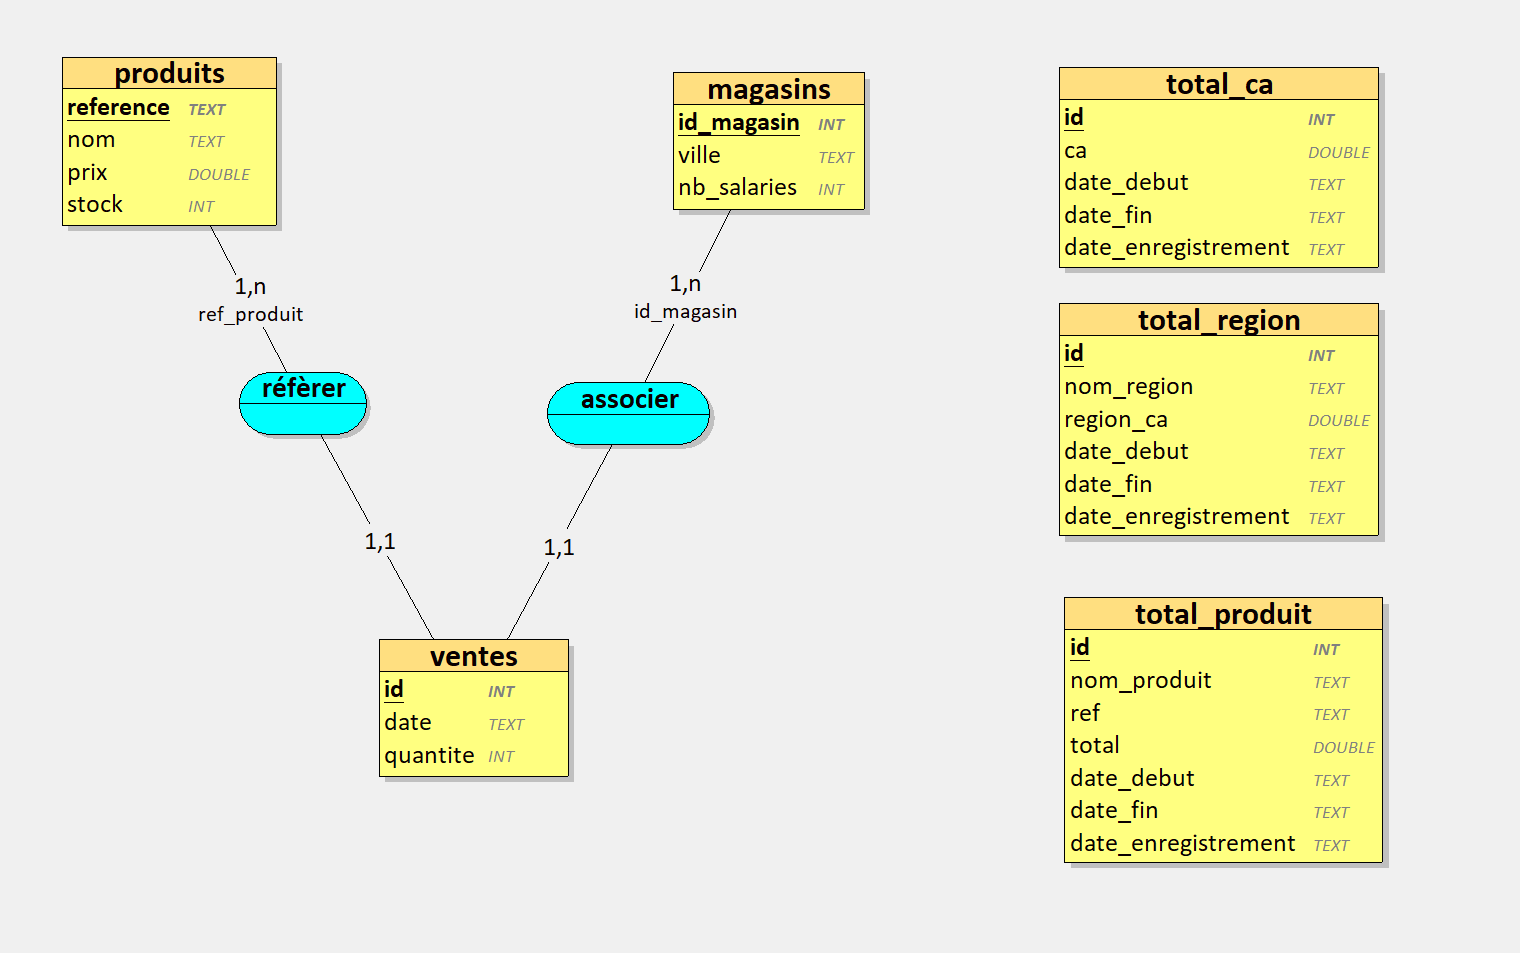 produits
reference TEXT
nom TEXT
prix DOUBLE
stock INT
1,n
ref_produit
réfèrer
1,1
magasins
id_magasin INT
ville TEXT
nb_salaries INT
1,n
id_magasin
associer
1,1
ventes
id INT
date TEXT
quantite INT
total_ca
id INT
ca DOUBLE
date_debut TEXT
date_fin TEXT
date_enregistrement TEXT
total_region
id INT
nom_region TEXT
region_ca DOUBLE
date_debut TEXT
date_fin TEXT
date_enregistrement TEXT
total_produit
id INT
nom_produit TEXT
ref TEXT
total DOUBLE
date_debut TEXT
date_fin TEXT
date_enregistrement TEXT